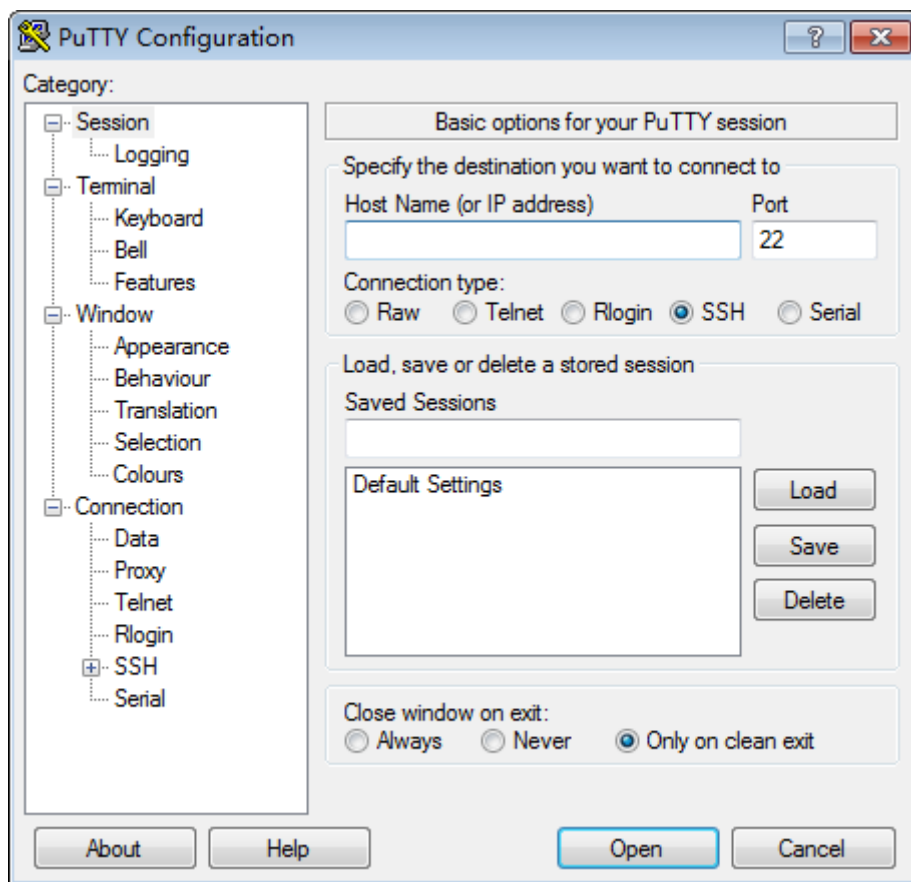 PuTTY Configuration
Category:
Session
Logging
Terminal
Keyboard
Bell
Features
Window
Appearance
Behaviour
Translation
Selection
Colours
Connection
Data
Proxy
Telnet
Rlogin
SSH
Serial
Basic options for your PuTTY session
Specify the destination you want to connect to
Host Name (or IP address) Port
22
Connection type:
Raw Telnet Rlogin SSH Serial
Load, save or delete a stored session
Saved Sessions
Default Settings
Load
Save
Delete
Close window on exit:
Always Never Only on clean exit
About Help Open Cancel